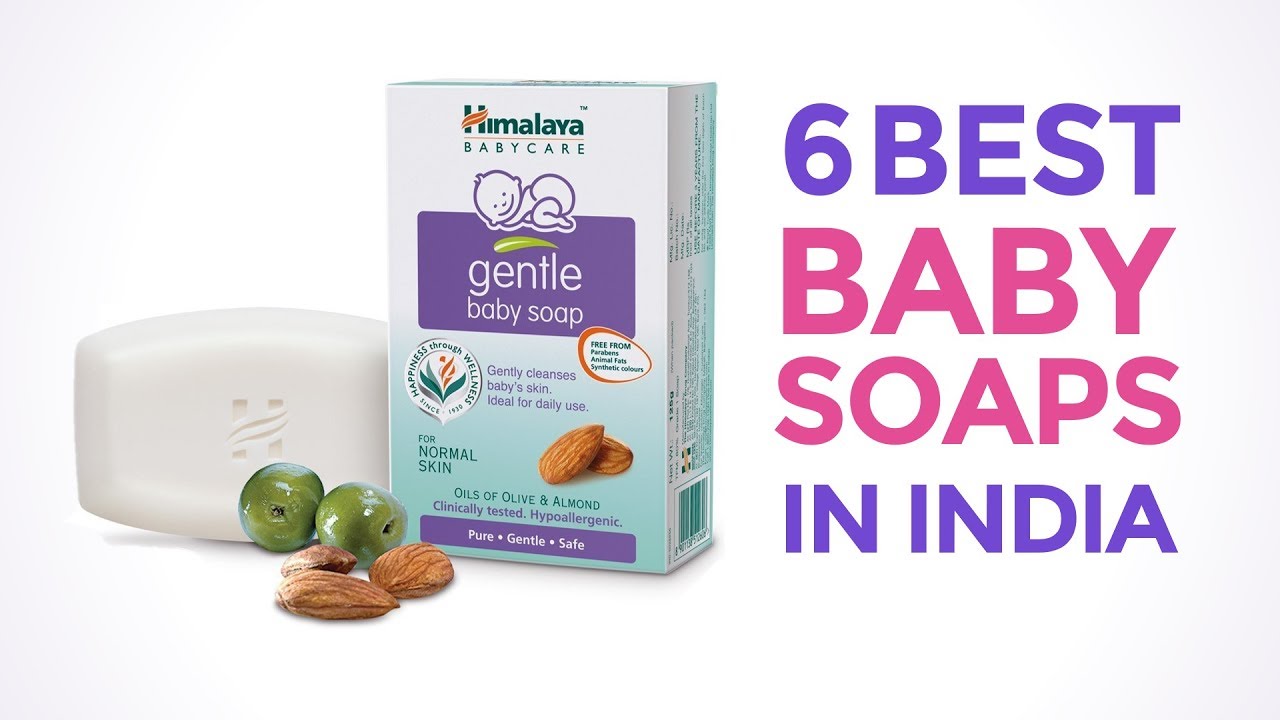 Himalaya™
BABYCARE
gentle
baby soap
FREE FROM
Parabens
Animal Fats
Synthetic colours
HAPPINESS through WELLNESS
SINCE 1930
Gently cleanses
baby's skin.
Ideal for daily use.
FOR
NORMAL
SKIN
OILS OF OLIVE & ALMOND
Clinically tested. Hypoallergenic.
Pure • Gentle • Safe
H
6 BEST
BABY
SOAPS
IN INDIA